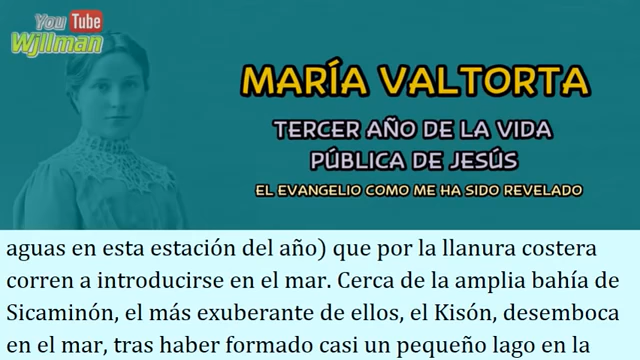 You Tube
Wjllman
MARÍA VALTORTA
TERCER AÑO DE LA VIDA
PÚBLICA DE JESÚS
EL EVANGELIO COMO ME HA SIDO REVELADO
aguas en esta estación del año) que por la llanura costera
corren a introducirse en el mar. Cerca de la amplia bahía de
Sicaminón, el más exuberante de ellos, el Kisón, desemboca
en el mar, tras haber formado casi un pequeño lago en la